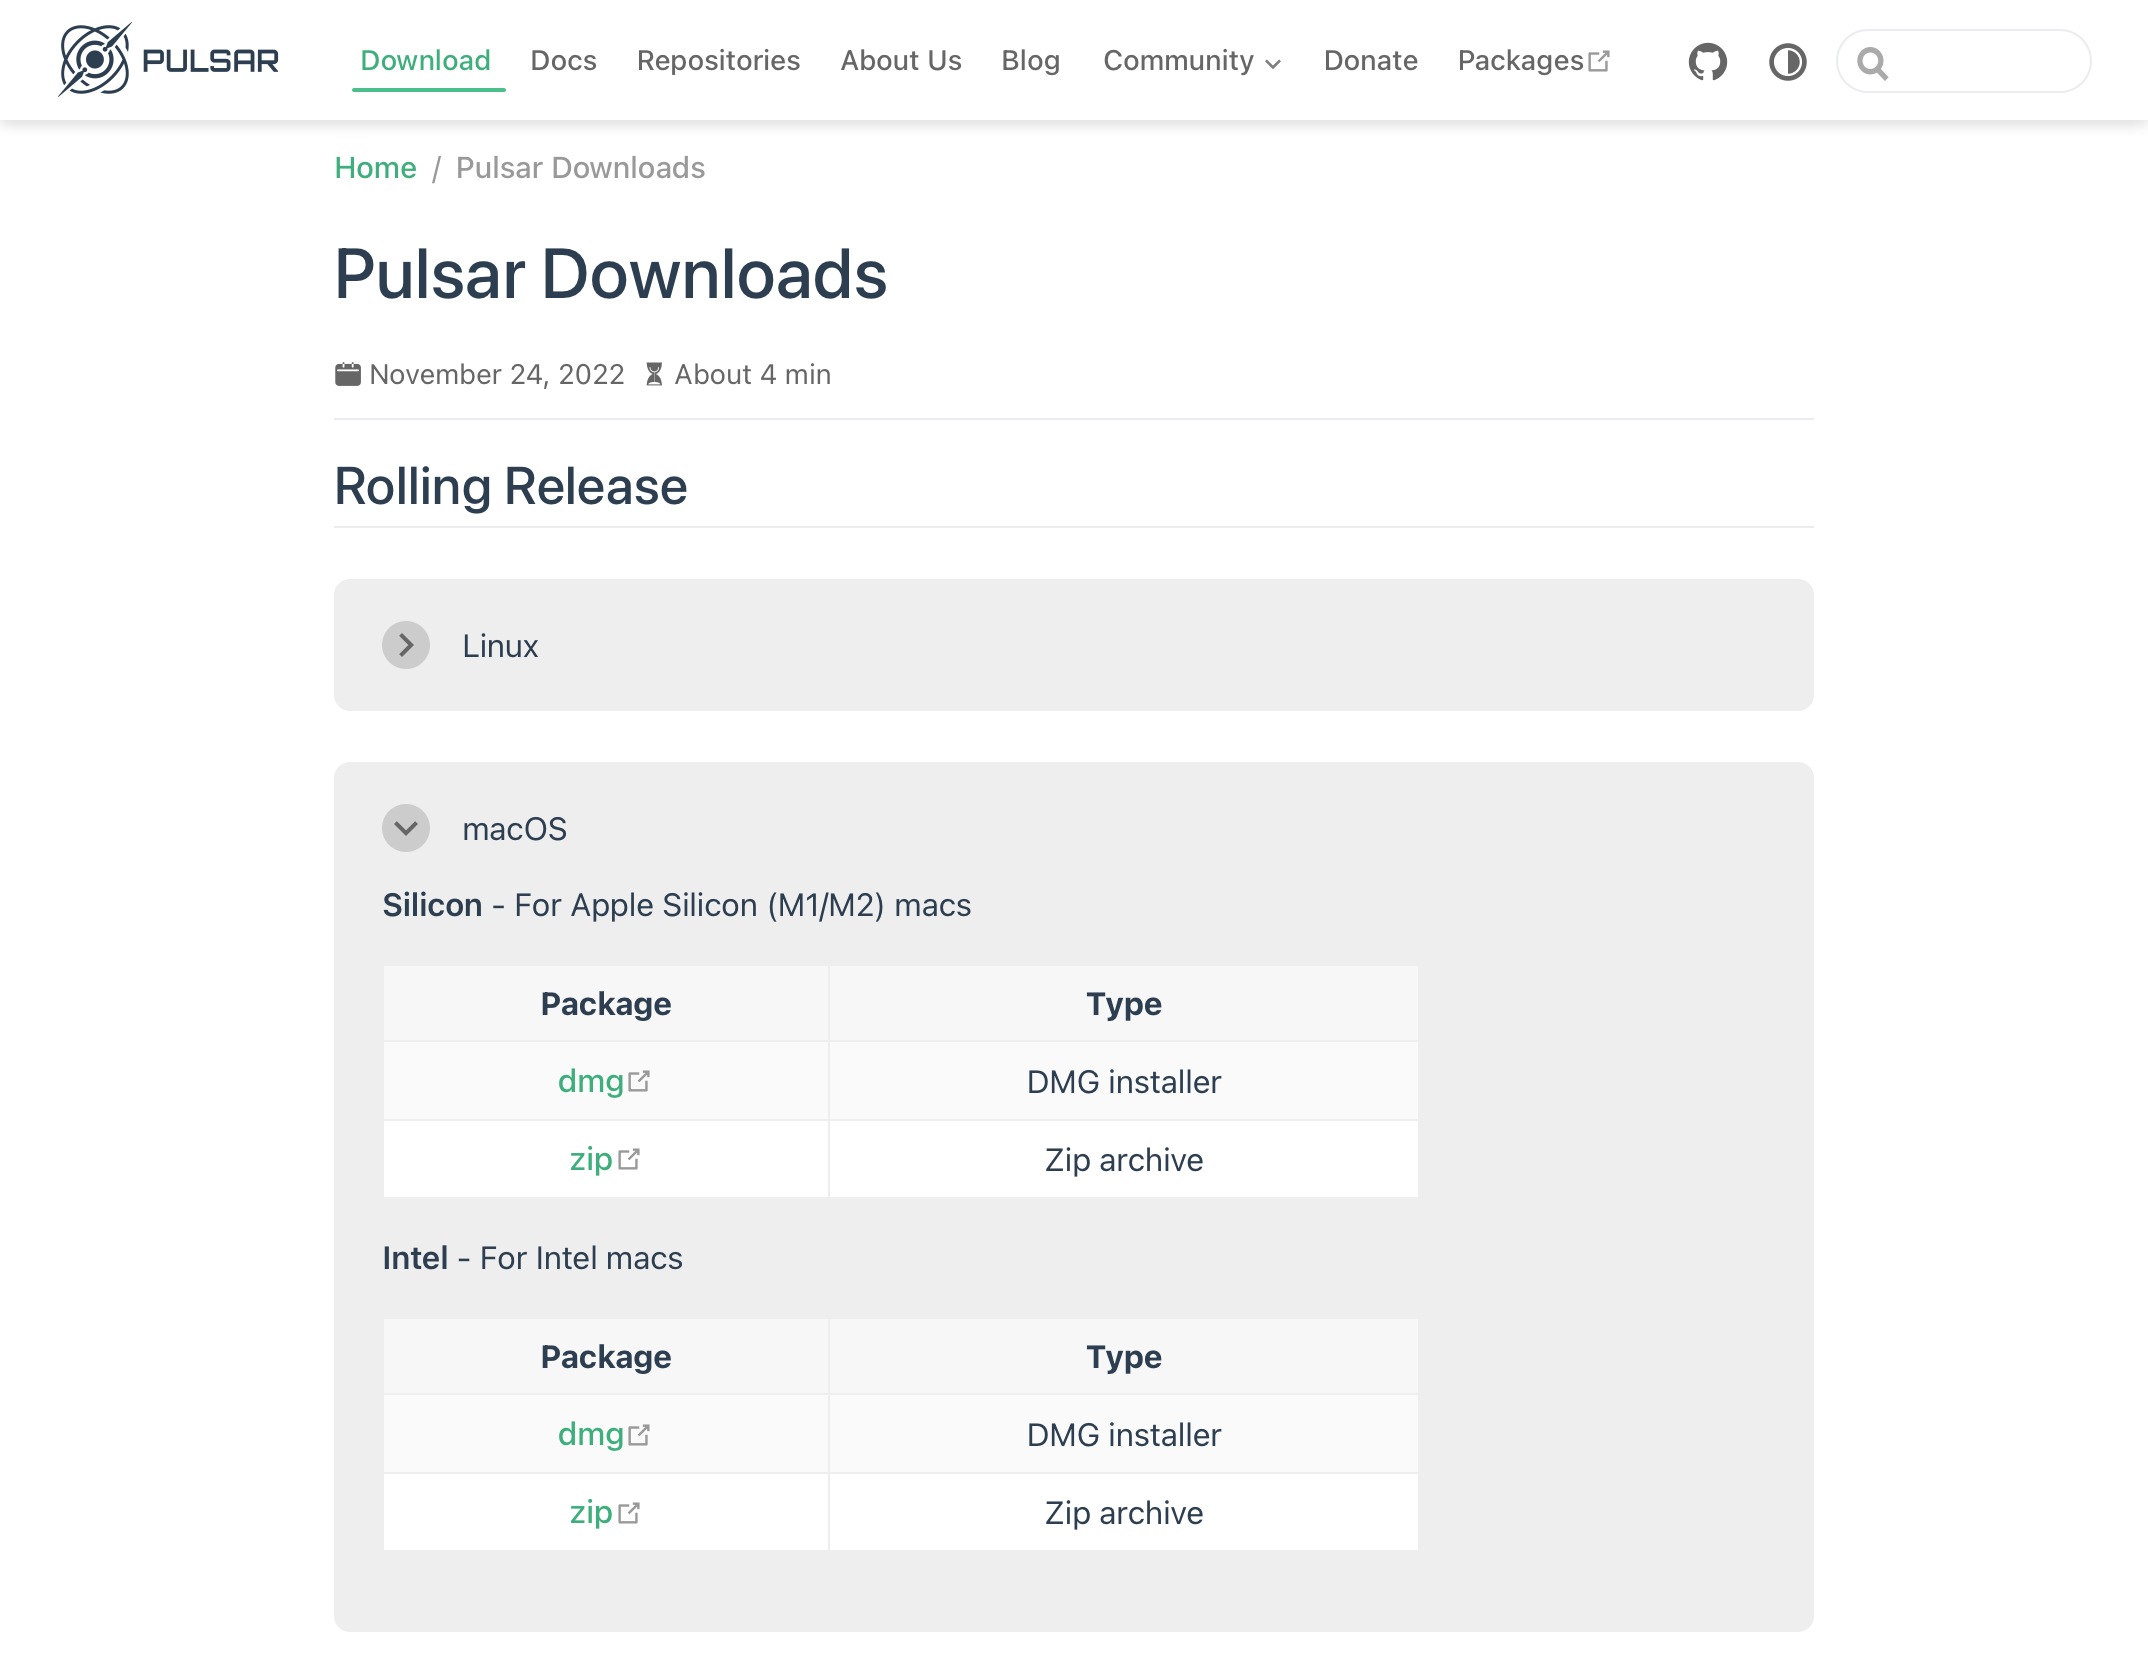 PULSAR Download Docs Repositories About Us Blog Community Donate Packages
Home / Pulsar Downloads
Pulsar Downloads
November 24, 2022 About 4 min
Rolling Release
Linux
macOS
Silicon - For Apple Silicon (M1/M2) macs
Package Type
dmg DMG installer
zip Zip archive
Intel - For Intel macs
Package Type
dmg DMG installer
zip Zip archive